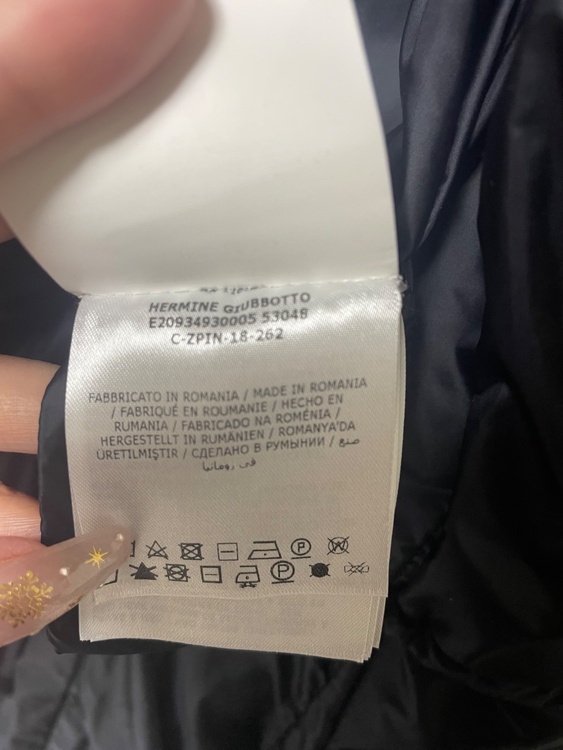 HERMINE GIUBBOTTO
E20934930005 53048
C-ZPIN-18-262
FABBRICATO IN ROMANIA / MADE IN ROMANIA
/ FABRIQUÉ EN ROUMANIE / HECHO EN
RUMANIA / FABRICADO NA ROMÉNIA /
HERGESTELLT IN RUMÄNIEN / ROMANYA'DA
ÜRETILMIŞTIR / СДЕЛАНО В РУМЫНИИ / صنع
في رومانيا
P W
P